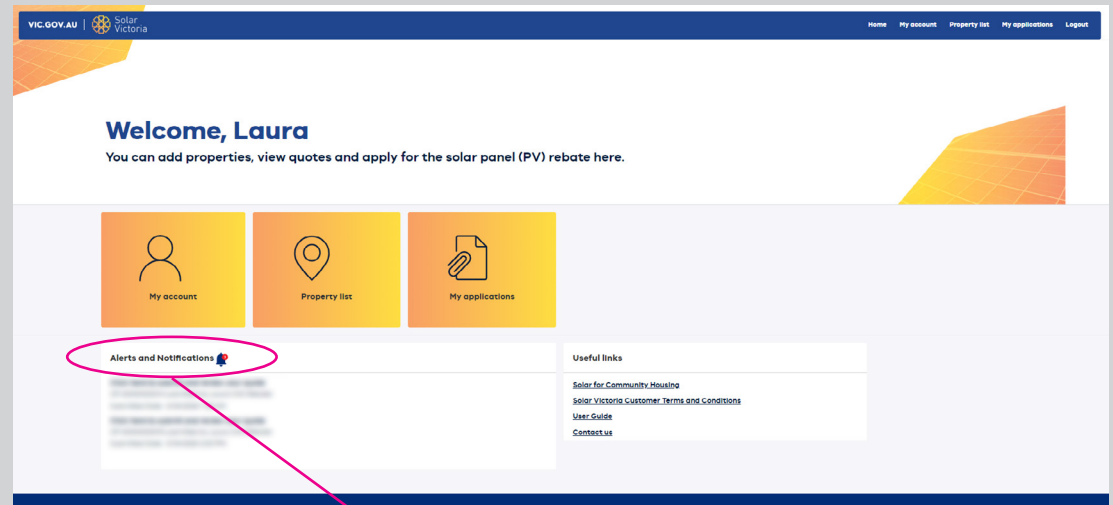 VIC.GOV.AU | Solar Victoria
Home My account Property list My applications Logout
Welcome, Laura
You can add properties, view quotes and apply for the solar panel (PV) rebate here.
My account
Property list
My applications
Alerts and Notifications
Useful links
Solar for Community Housing
Solar Victoria Customer Terms and Conditions
User Guide
Contact us